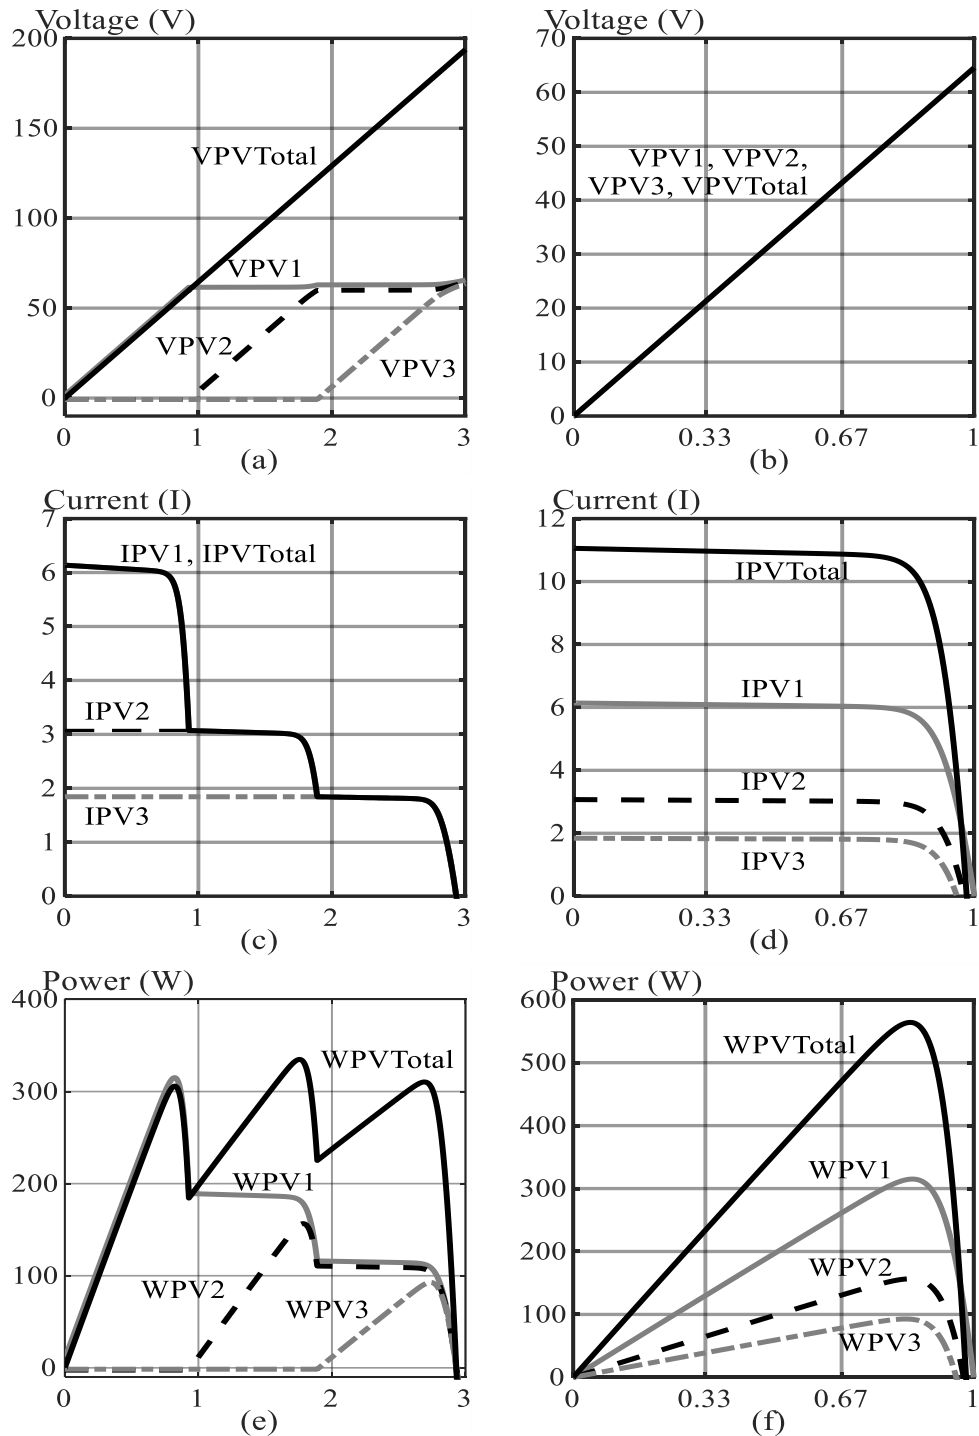 Voltage (V)
200
150
100
50
0
VPVTotal
VPV1
VPV2
VPV3
0 1 2 3
(a)
Voltage (V)
70
60
50
40
30
20
10
0
VPV1, VPV2,
VPV3, VPVTotal
0 0.33 0.67 1
(b)
Current (I)
7
6
5
4
3
2
1
0
IPV1, IPVTotal
IPV2
IPV3
0 1 2 3
(c)
Current (I)
12
10
8
6
4
2
0
IPVTotal
IPV1
IPV2
IPV3
0 0.33 0.67 1
(d)
Power (W)
400
300
200
100
0
WPVTotal
WPV1
WPV2
WPV3
0 1 2 3
(e)
Power (W)
600
500
400
300
200
100
0
WPVTotal
WPV1
WPV2
WPV3
0 0.33 0.67 1
(f)